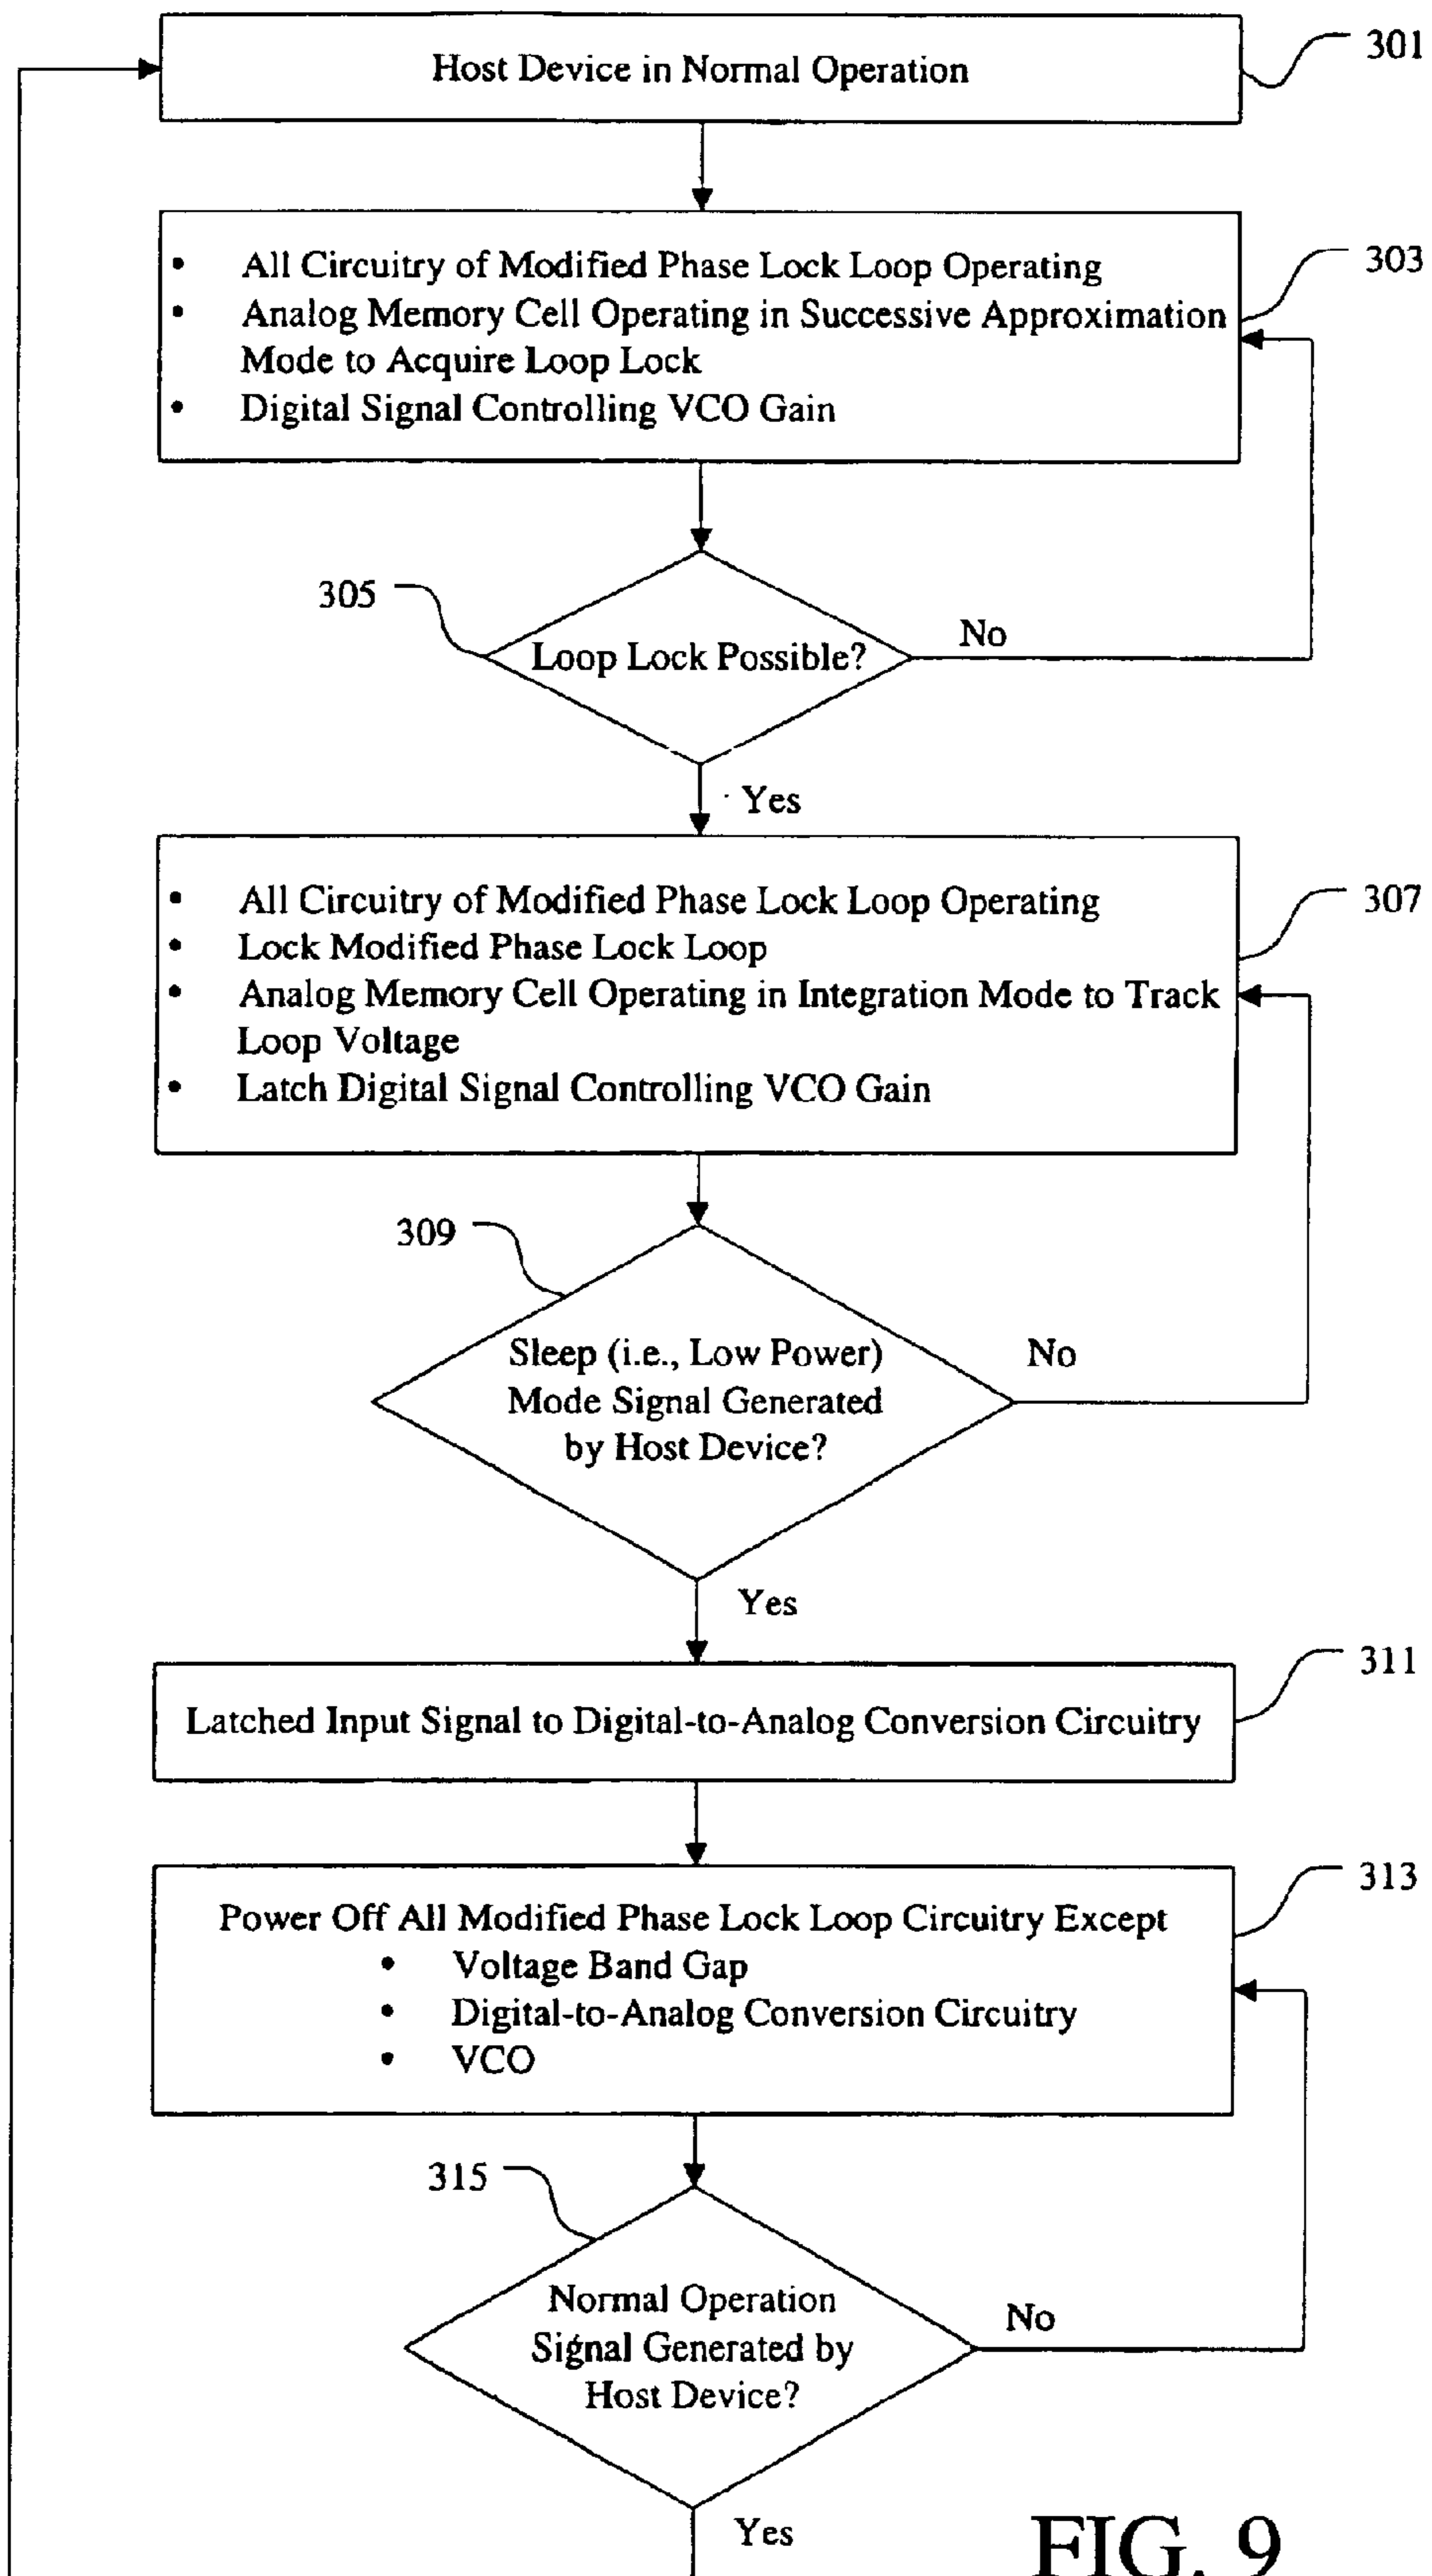 Host Device in Normal Operation
301
• All Circuitry of Modified Phase Lock Loop Operating
• Analog Memory Cell Operating in Successive Approximation
Mode to Acquire Loop Lock
• Digital Signal Controlling VCO Gain
303
305
Loop Lock Possible?
No
Yes
• All Circuitry of Modified Phase Lock Loop Operating
• Lock Modified Phase Lock Loop
• Analog Memory Cell Operating in Integration Mode to Track
Loop Voltage
• Latch Digital Signal Controlling VCO Gain
307
309
Sleep (i.e., Low Power)
Mode Signal Generated
by Host Device?
No
Yes
Latched Input Signal to Digital-to-Analog Conversion Circuitry
311
Power Off All Modified Phase Lock Loop Circuitry Except
• Voltage Band Gap
• Digital-to-Analog Conversion Circuitry
• VCO
313
315
Normal Operation
Signal Generated by
Host Device?
No
Yes
FIG. 9